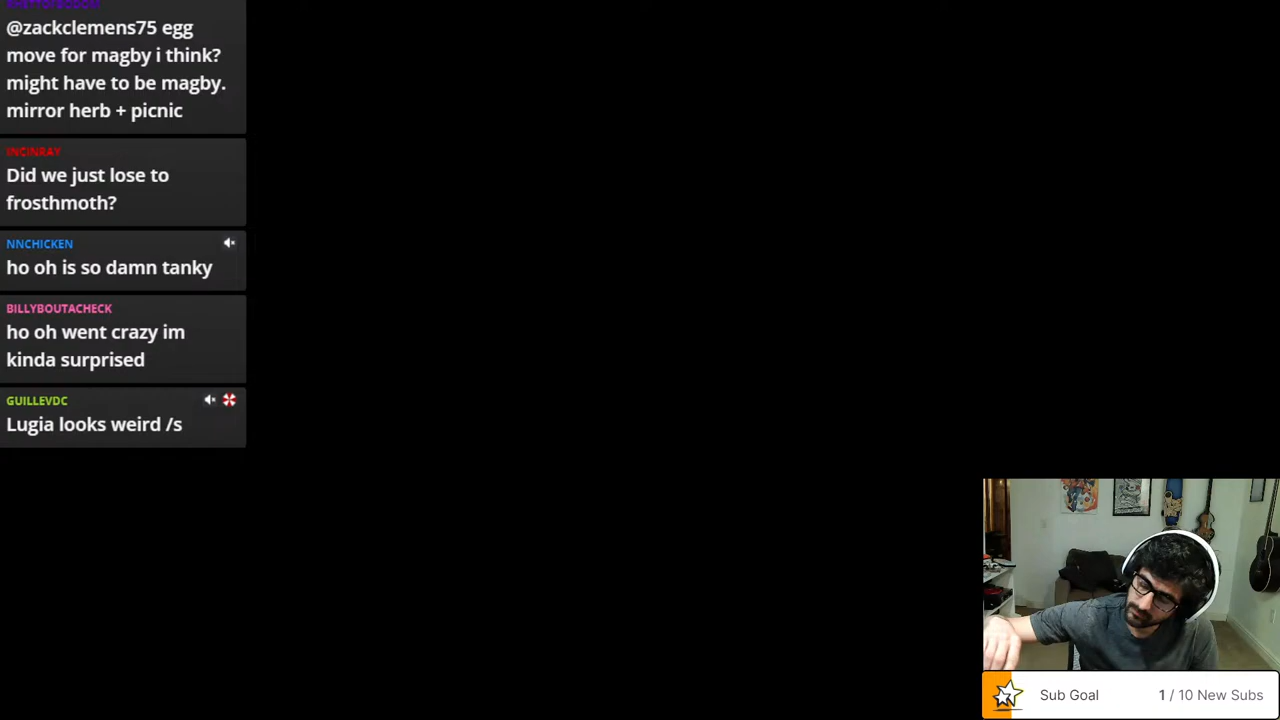 @zackclemens75 egg
move for magby i think?
might have to be magby.
mirror herb + picnic
INCINRAY
Did we just lose to
frosthmoth?
NNCHICKEN
ho oh is so damn tanky
BILLYBOUTACHECK
ho oh went crazy im
kinda surprised
GUILLEVDC
Lugia looks weird /s
Sub Goal 1 / 10 New Subs